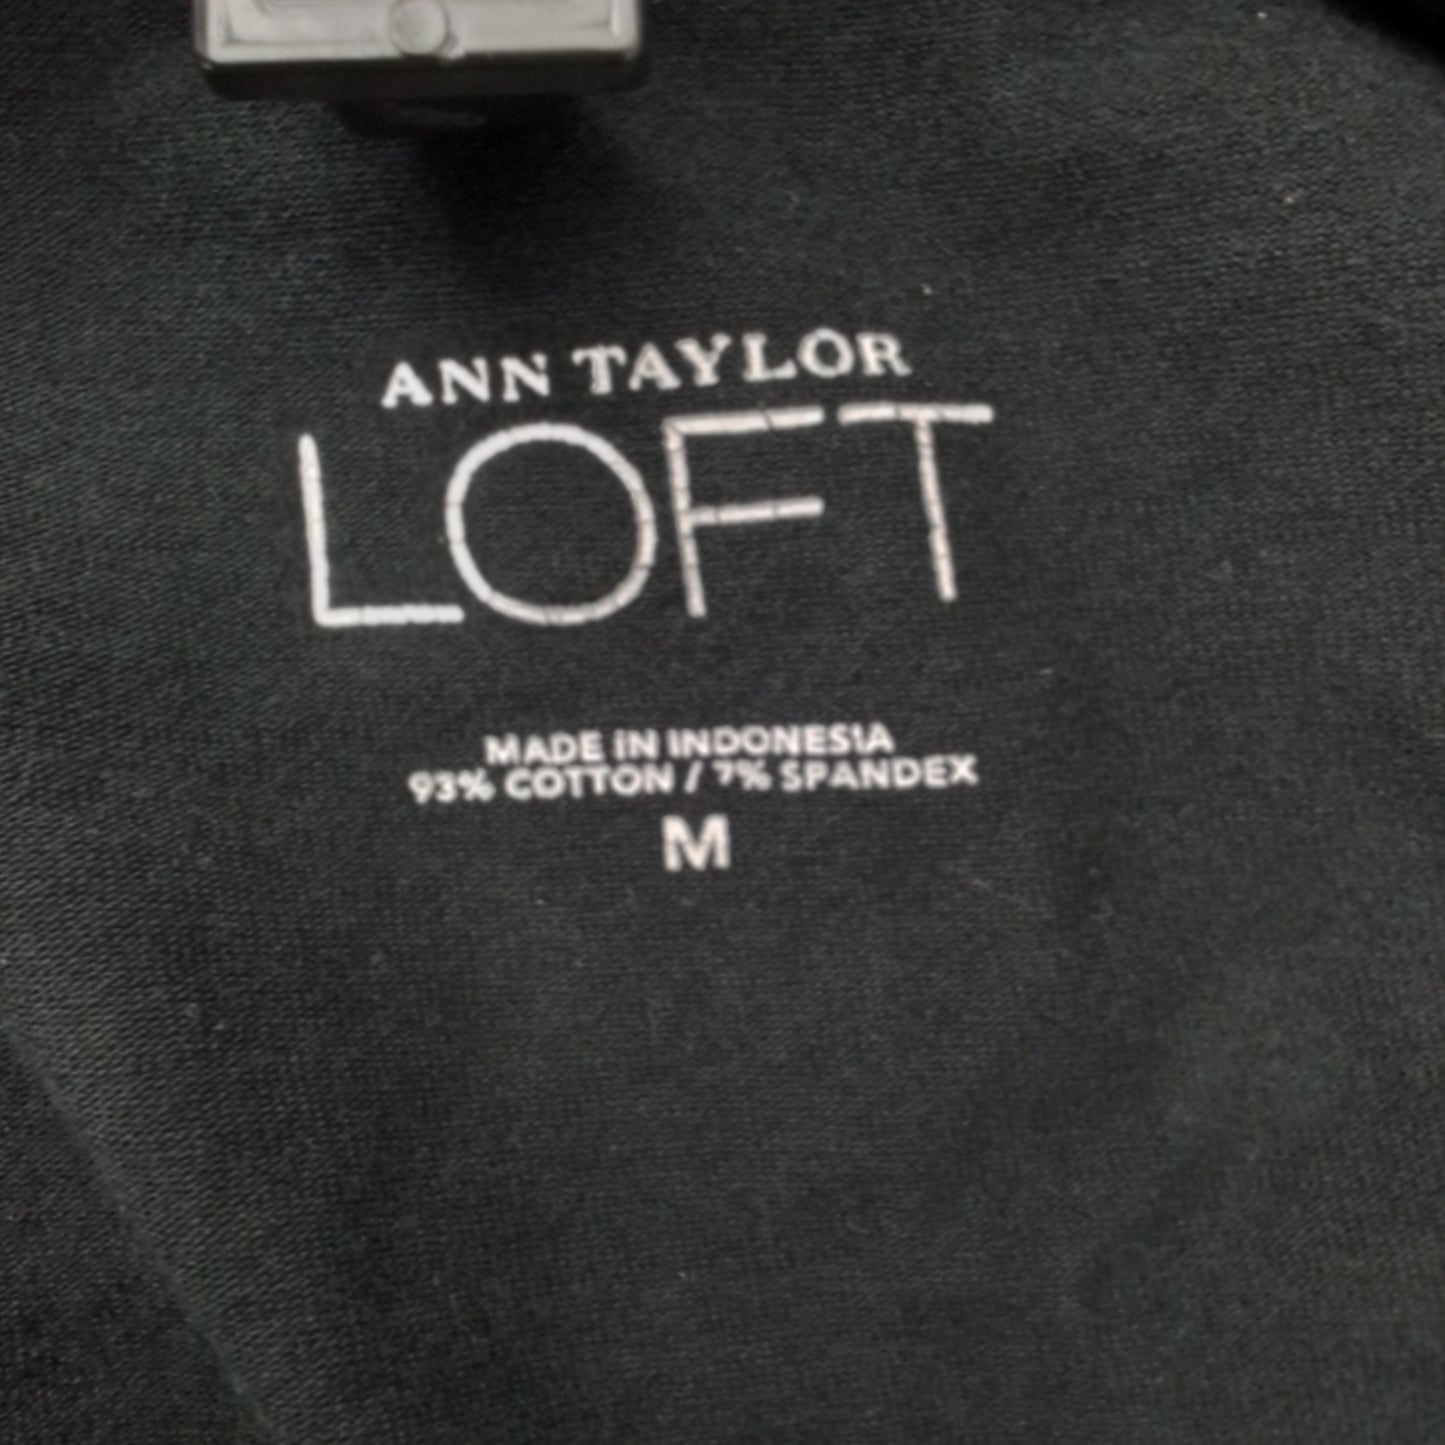 ANN TAYLOR
LOFT
MADE IN INDONESIA
93% COTTON / 7% SPANDEX
M